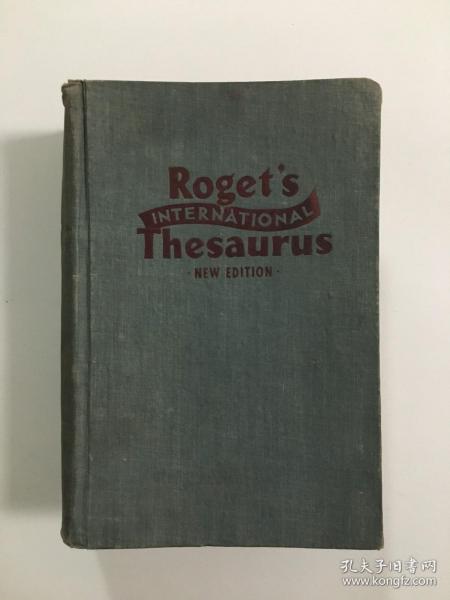 Roget's
INTERNATIONAL
Thesaurus
· NEW EDITION ·
孔夫子旧书网
www.kongfz.com